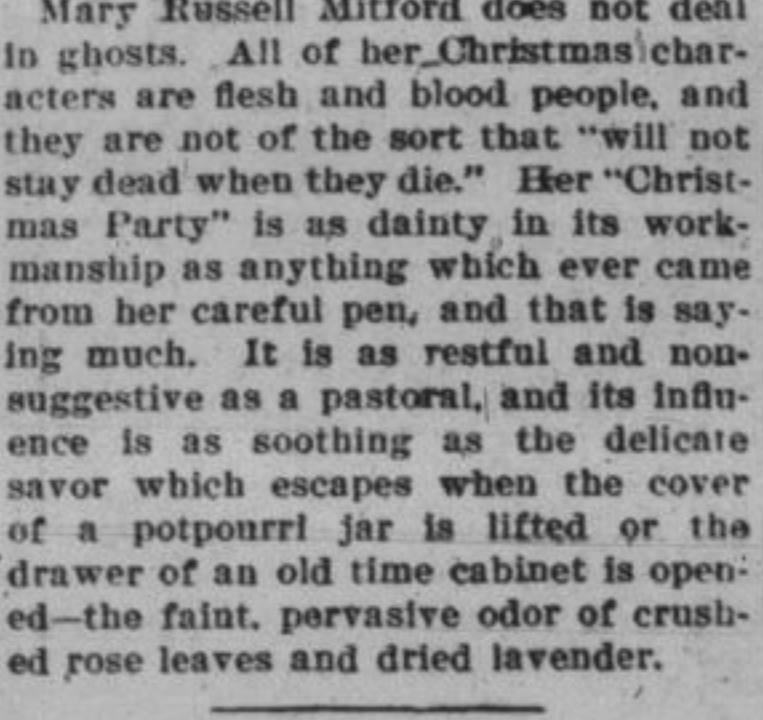 Mary Russell Mitford does not deal
in ghosts. All of her Christmas char-
acters are flesh and blood people, and
they are not of the sort that "will not
stay dead when they die." Her "Christ-
mas Party" is as dainty in its work-
manship as anything which ever came
from her careful pen, and that is say-
ing much. It is as restful and non-
suggestive as a pastoral, and its influ-
ence is as soothing as the delicate
savor which escapes when the cover
of a potpourri jar is lifted or the
drawer of an old time cabinet is open-
ed—the faint, pervasive odor of crush-
ed rose leaves and dried lavender.